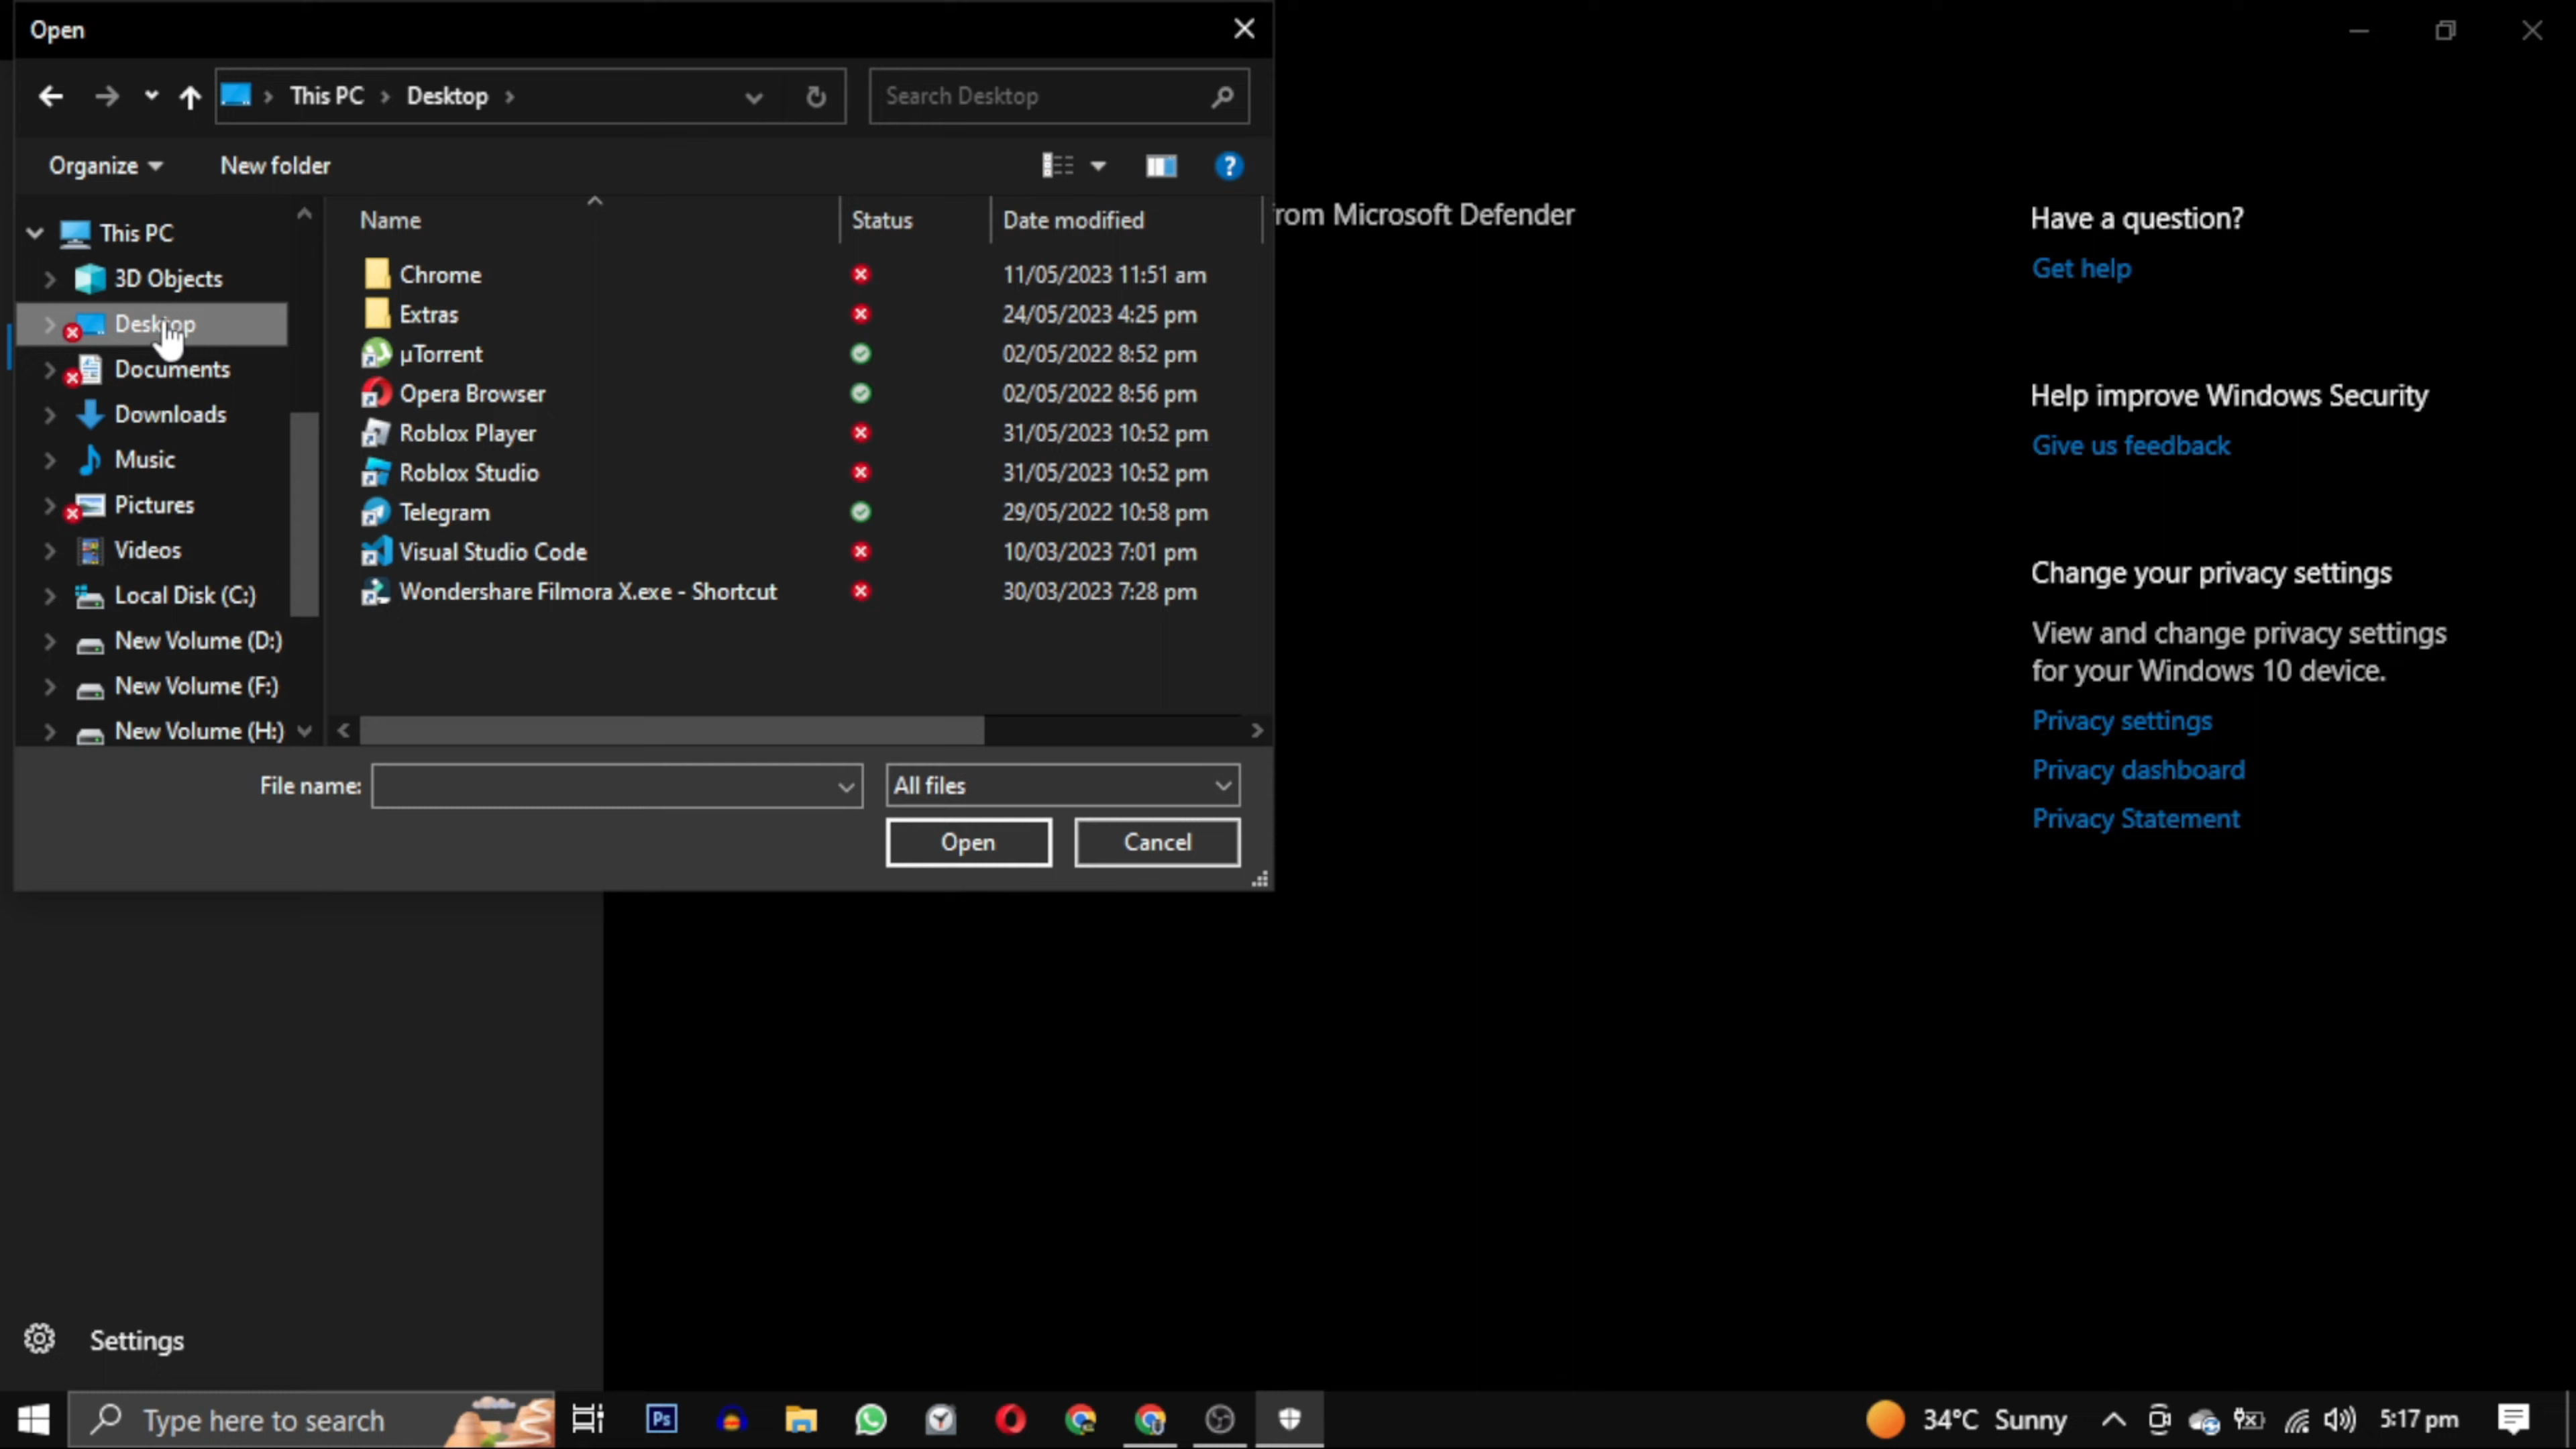 Open
This PC
Desktop
Search Desktop
Organize
New folder
Name
Status
Date modified
This PC
3D Objects
Desktop
Documents
Downloads
Music
Pictures
Videos
Local Disk (C:)
New Volume (D:)
New Volume (F:)
New Volume (H:)
Chrome 11/05/2023 11:51 am
Extras 24/05/2023 4:25 pm
µTorrent 02/05/2022 8:52 pm
Opera Browser 02/05/2022 8:56 pm
Roblox Player 31/05/2023 10:52 pm
Roblox Studio 31/05/2023 10:52 pm
Telegram 29/05/2022 10:58 pm
Visual Studio Code 10/03/2023 7:01 pm
Wondershare Filmora X.exe - Shortcut 30/03/2023 7:28 pm
File name:
All files
Open
Cancel
rom Microsoft Defender
Have a question?
Get help
Help improve Windows Security
Give us feedback
Change your privacy settings
View and change privacy settings
for your Windows 10 device.
Privacy settings
Privacy dashboard
Privacy Statement
Settings
Type here to search
Ps
34°C Sunny
5:17 pm